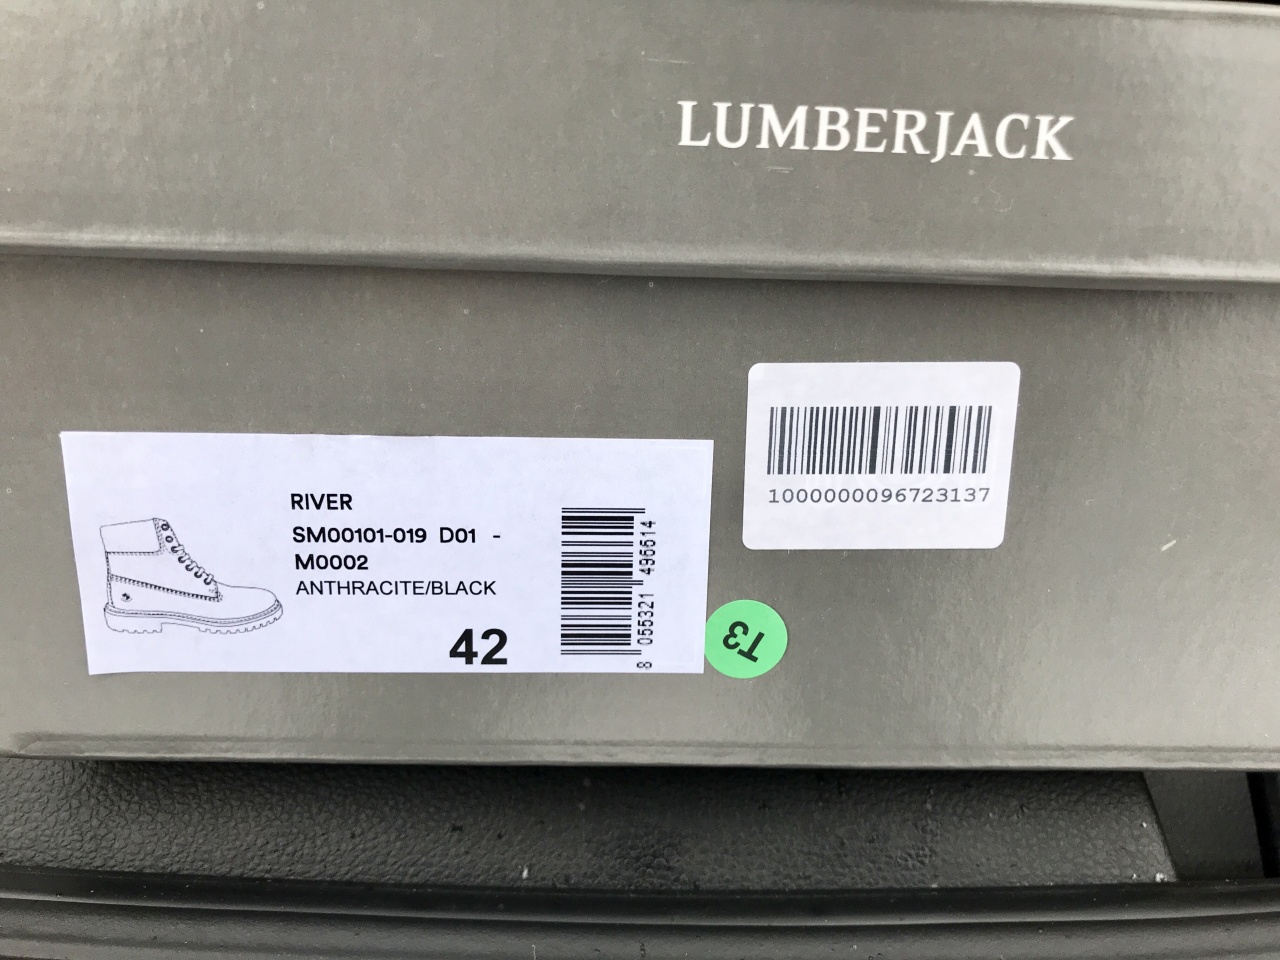 LUMBERJACK
1000000096723137
RIVER
SM00101-019 D01 -
M0002
ANTHRACITE/BLACK
42
8 055321 496614
T3